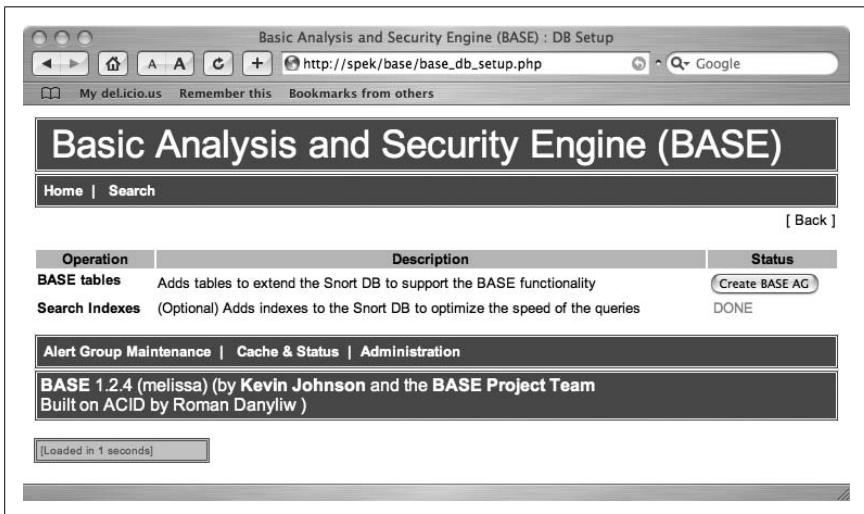 Basic Analysis and Security Engine (BASE) : DB Setup
A A http://spek/base/base_db_setup.php Google
My del.icio.us Remember this Bookmarks from others
Basic Analysis and Security Engine (BASE)
Home | Search
[ Back ]
Operation Description Status
BASE tables Adds tables to extend the Snort DB to support the BASE functionality Create BASE AG
Search Indexes (Optional) Adds indexes to the Snort DB to optimize the speed of the queries DONE
Alert Group Maintenance | Cache & Status | Administration
BASE 1.2.4 (melissa) (by Kevin Johnson and the BASE Project Team
Built on ACID by Roman Danyliw )
[Loaded in 1 seconds]